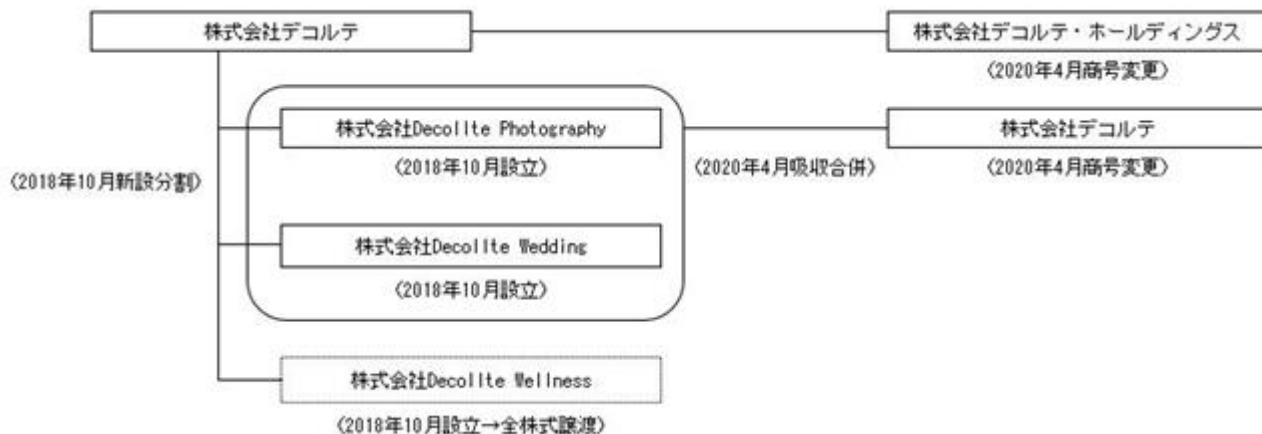 株式会社デコルテ
株式会社デコルテ・ホールディングス
〈2020年4月商号変更〉
株式会社Decollte Photography
株式会社デコルテ
〈2018年10月設立〉
〈2020年4月吸収合併〉
〈2020年4月商号変更〉
〈2018年10月新設分割〉
株式会社Decollte Wedding
〈2018年10月設立〉
株式会社Decollte Wellness
〈2018年10月設立→全株式譲渡〉